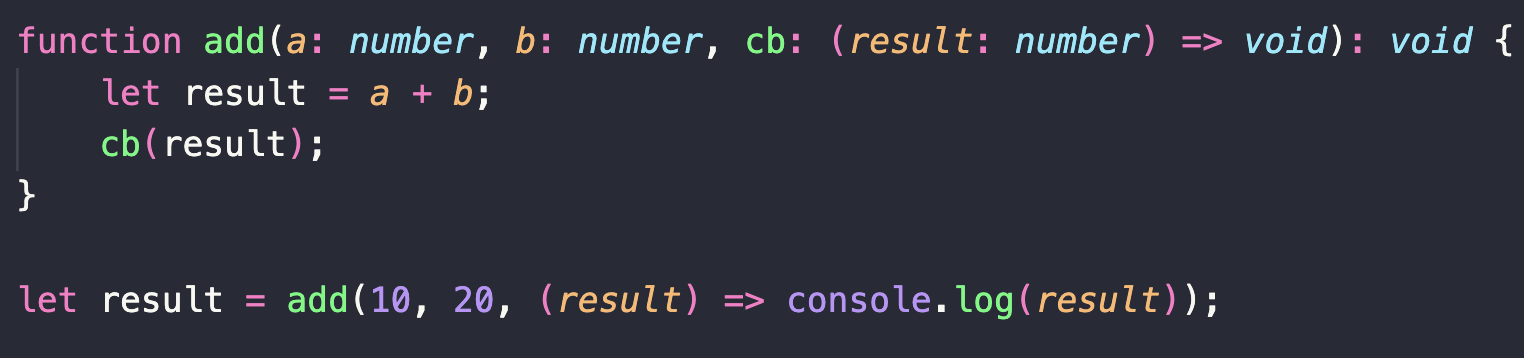 function add(a: number, b: number, cb: (result: number) => void): void {
    let result = a + b;
    cb(result);
}
let result = add(10, 20, (result) => console.log(result));